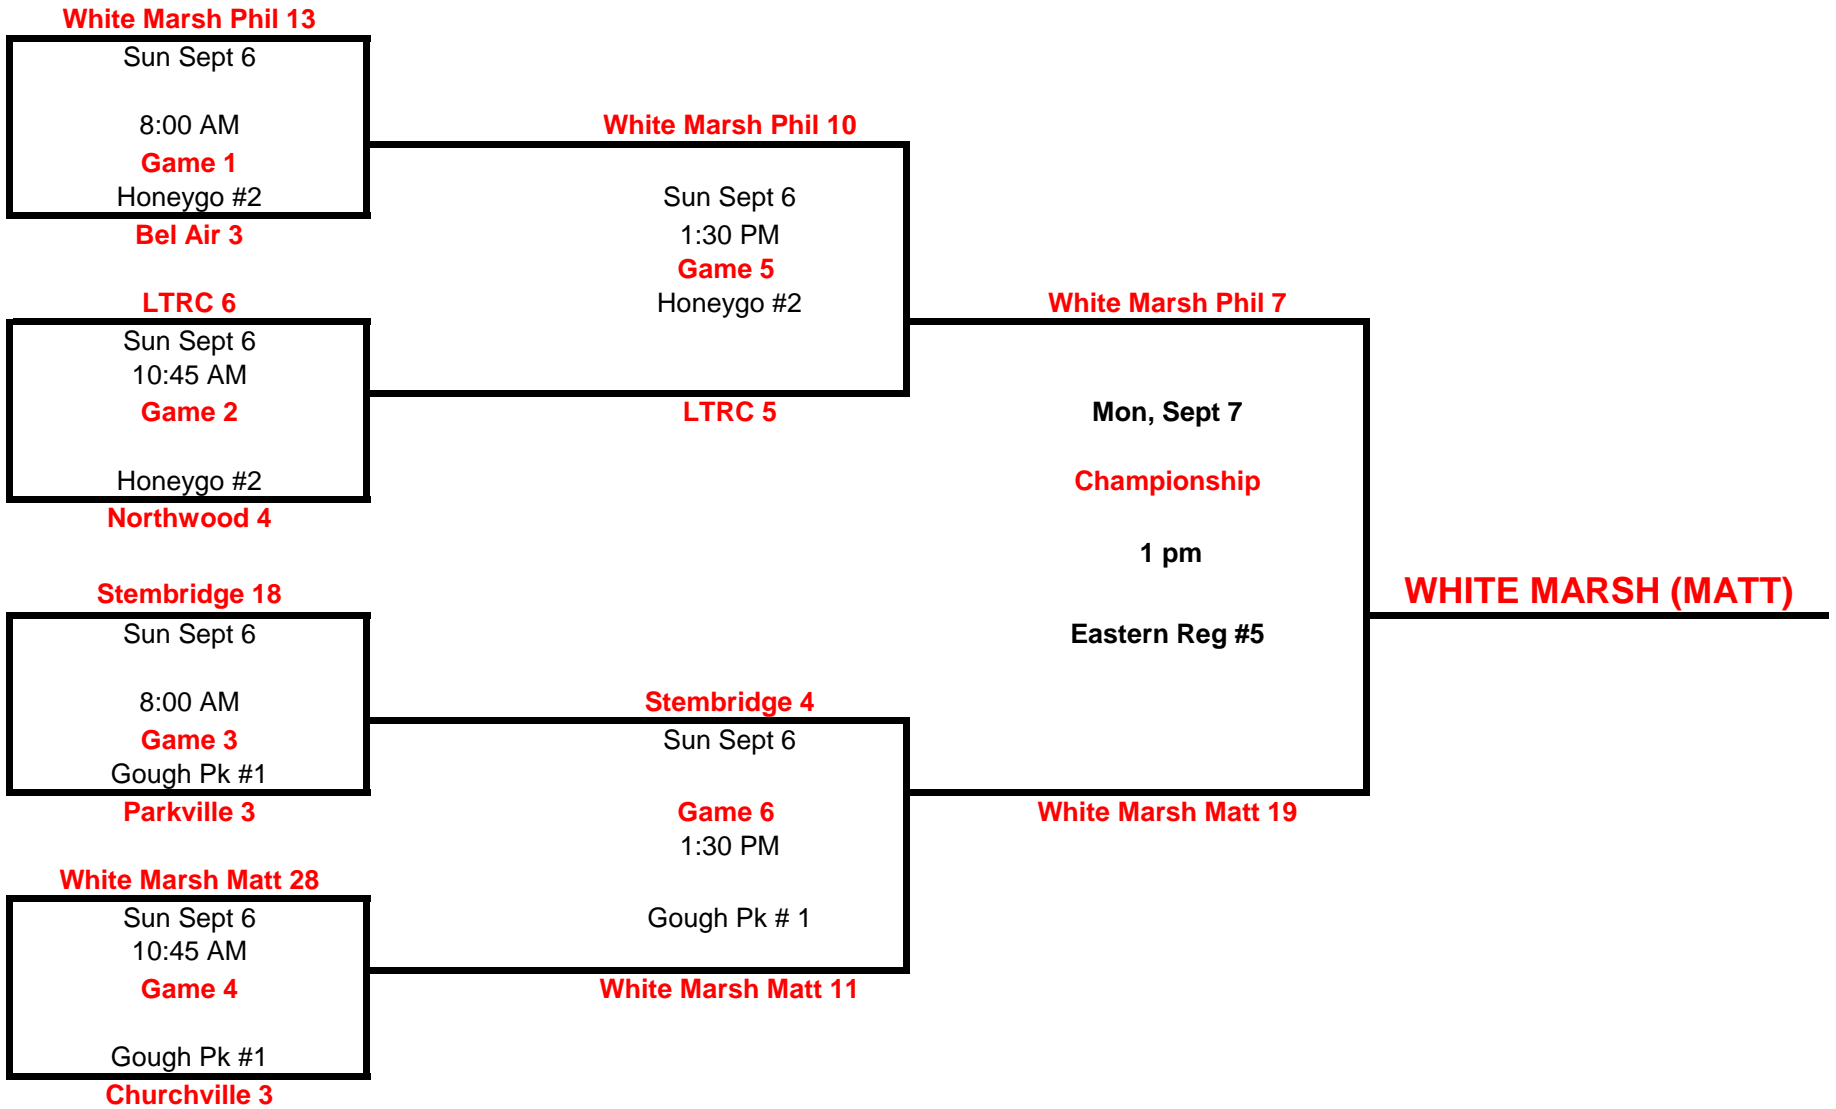 White Marsh Phil 13
Sun Sept 6
8:00 AM
Game 1
Honeygo #2
Bel Air 3
LTRC 6
Sun Sept 6
10:45 AM
Game 2
Honeygo #2
Northwood 4
Stembridge 18
Sun Sept 6
8:00 AM
Game 3
Gough Pk #1
Parkville 3
White Marsh Matt 28
Sun Sept 6
10:45 AM
Game 4
Gough Pk #1
Churchville 3
White Marsh Phil 10
Sun Sept 6
1:30 PM
Game 5
Honeygo #2
LTRC 5
Stembridge 4
Sun Sept 6
Game 6
1:30 PM
Gough Pk # 1
White Marsh Matt 11
White Marsh Phil 7
Mon, Sept 7
Championship
1 pm
Eastern Reg #5
White Marsh Matt 19
WHITE MARSH (MATT)